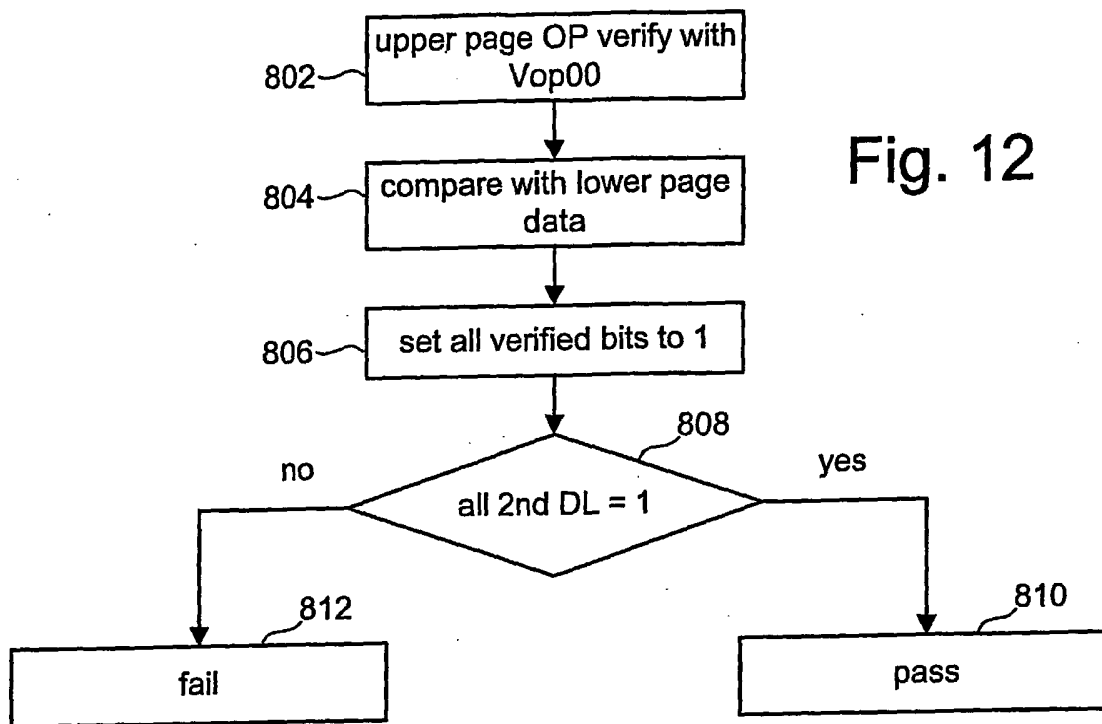 upper page OP verify with
Vop00
802
Fig. 12
compare with lower page
data
804
set all verified bits to 1
806
808
no
yes
all 2nd DL = 1
812
810
fail
pass